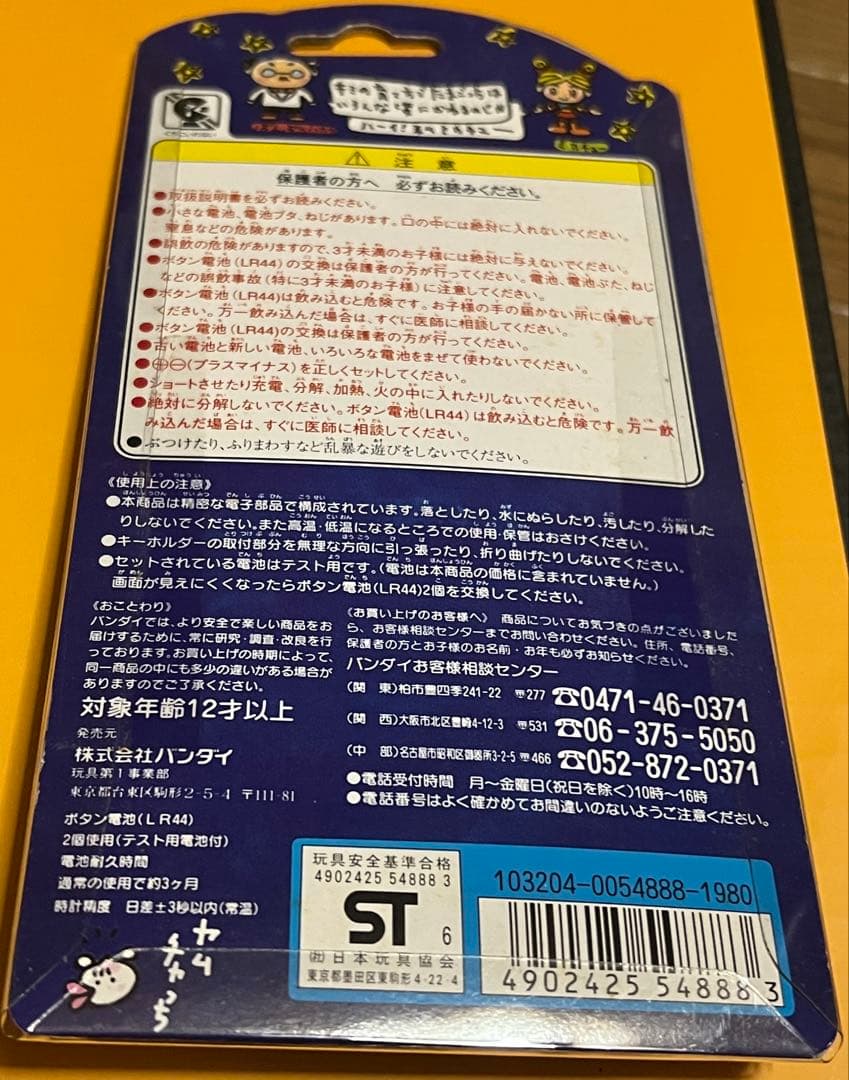 注 意
保護者の方へ 必ずお読みください。
●取扱説明書を必ずお読みください。
●小さな電池、電池ブタ、ねじがあります。口の中には絶対に入れないでください。
窒息などの危険があります。
●誤飲の危険がありますので、3才未満のお子様には絶対に与えないでください。
●ボタン電池(LR44)の交換は保護者の方が行ってください。電池、電池ぶた、ねじ
などの誤飲事故(特に3才未満のお子様)に注意してください。
●ボタン電池(LR44)は飲み込むと危険です。お子様の手の届かない所に保管して
ください。万一飲み込んだ場合は、すぐに医師に相談してください。
●ボタン電池(LR44)の交換は保護者の方が行ってください。
●古い電池と新しい電池、いろいろな電池をまぜて使わないでください。
●⊕⊖(プラスマイナス)を正しくセットしてください。
●ショートさせたり充電、分解、加熱、火の中に入れたりしないでください。
●絶対に分解しないでください。ボタン電池(LR44)は飲み込むと危険です。万一飲
み込んだ場合は、すぐに医師に相談してください。
●ぶつけたり、ふりまわすなど乱暴な遊びをしないでください。
《使用上の注意》
●本商品は精密な電子部品で構成されています。落としたり、水にぬらしたり、汚したり、分解した
りしないでください。また高温・低温になるところでの使用・保管はおさけください。
●キーホルダーの取付部分を無理な方向に引っ張ったり、折り曲げたりしないでください。
●セットされている電池はテスト用です。(電池は本商品の価格に含まれていません。)
画面が見えにくくなったらボタン電池(LR44)2個を交換してください。
《おことわり》
バンダイでは、より安全で楽しい商品をお
届けするために、常に研究・調査・改良を行
っております。お買い上げの時期によって、
同一商品の中にも多少の違いがある場合が
ありますのでご了承ください。
対象年齢12才以上
発売元
株式会社バンダイ
玩具第1事業部
東京都台東区駒形2-5-4 〒111-81
ボタン電池(LR44)
2個使用(テスト用電池付)
電池耐久時間
通常の使用で約3ヶ月
時計精度 日差±3秒以内(常温)
《お買い上げのお客様へ》 商品についてお気づきの点がございました
ら、お客様相談センターまでお問い合わせください。住所、電話番号、
保護者の方とお子様のお名前・お年も必ずお知らせください。
バンダイお客様相談センター
(関 東)柏市豊四季241-22 〒277 ☎0471-46-0371
(関 西)大阪市北区豊崎4-12-3 〒531 ☎06-375-5050
(中 部)名古屋市昭和区御器所3-2-5 〒466 ☎052-872-0371
●電話受付時間 月〜金曜日(祝日を除く)10時〜16時
●電話番号はよく確かめてお間違いのないようご注意ください。
玩具安全基準合格
4902425 54888 3
ST 6
(社)日本玩具協会
東京都墨田区東駒形4-22-4
103204-0054888-1980
4902425 548883